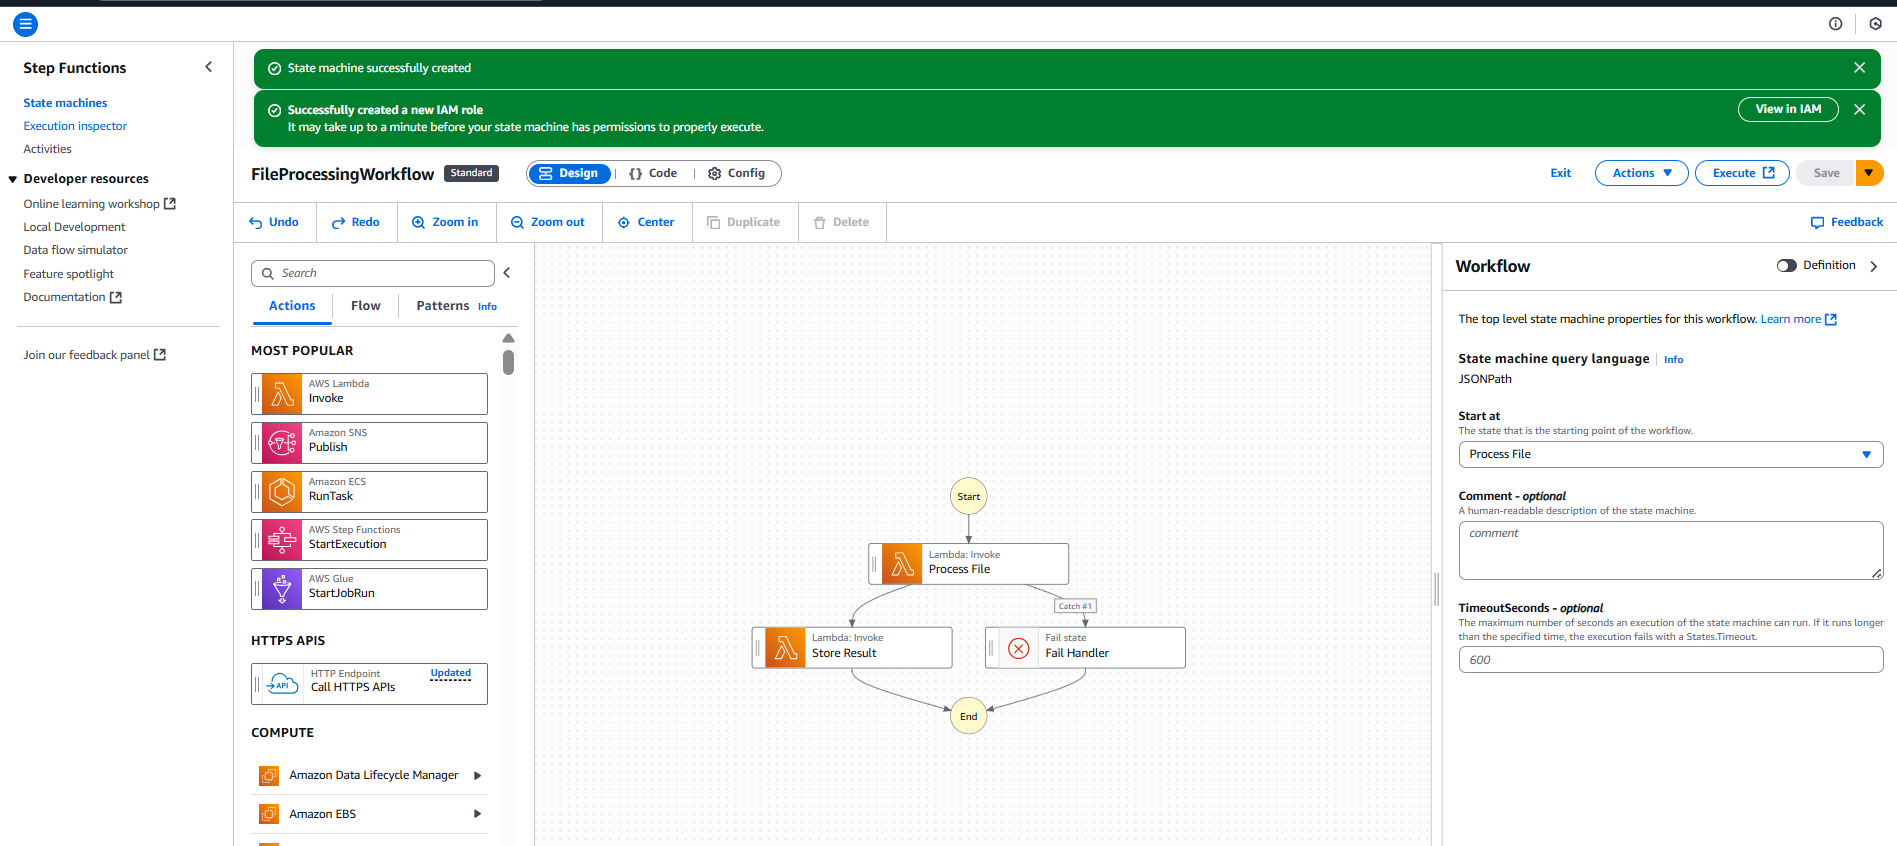 Step Functions
State machines
Execution inspector
Activities
Developer resources
Online learning workshop
Local Development
Data flow simulator
Feature spotlight
Documentation
Join our feedback panel
State machine successfully created
Successfully created a new IAM role
It may take up to a minute before your state machine has permissions to properly execute.
View in IAM
FileProcessingWorkflow
Standard
Design
{} Code
Config
Exit
Actions
Execute
Save
Undo
Redo
Zoom in
Zoom out
Center
Duplicate
Delete
Feedback
Search
Actions
Flow
Patterns
Info
MOST POPULAR
AWS Lambda
Invoke
Amazon SNS
Publish
Amazon ECS
RunTask
AWS Step Functions
StartExecution
AWS Glue
StartJobRun
HTTPS APIS
API
HTTP Endpoint
Call HTTPS APIs
Updated
COMPUTE
Amazon Data Lifecycle Manager
Amazon EBS
Start
Lambda: Invoke
Process File
Catch #1
Lambda: Invoke
Store Result
Fail state
Fail Handler
End
Workflow
Definition
The top level state machine properties for this workflow. Learn more
State machine query language
Info
JSONPath
Start at
The state that is the starting point of the workflow.
Process File
Comment - optional
A human-readable description of the state machine.
comment
TimeoutSeconds - optional
The maximum number of seconds an execution of the state machine can run. If it runs longer
than the specified time, the execution fails with a States.Timeout.
600